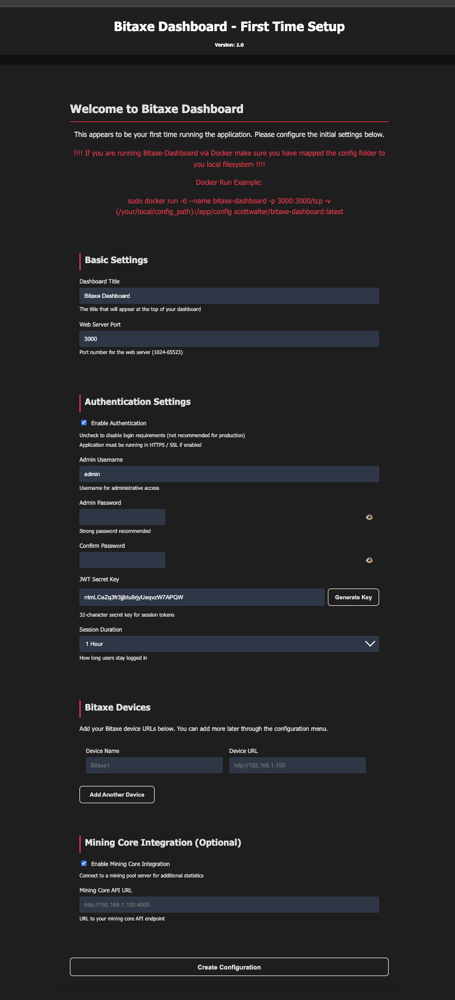 Bitaxe Dashboard - First Time Setup
Version: 2.0
Welcome to Bitaxe Dashboard
This appears to be your first time running the application. Please configure the initial settings below.
!!!! If you are running Bitaxe-Dashboard via Docker make sure you have mapped the config folder to
you local filesystem !!!!
Docker Run Example:
sudo docker run -d --name bitaxe-dashboard -p 3000:3000/tcp -v
{/your/local/config_path}:/app/config scottwalter/bitaxe-dashboard:latest
Basic Settings
Dashboard Title
Bitaxe Dashboard
The title that will appear at the top of your dashboard
Web Server Port
3000
Port number for the web server (1024-65523)
Authentication Settings
Enable Authentication
Uncheck to disable login requirements (not recommended for production)
Application must be running in HTTPS / SSL if enabled
Admin Username
admin
Username for administrative access
Admin Password
Strong password recommended
Confirm Password
JWT Secret Key
ntmLCeZq3fr3jjbtu9rjyUeqvzW7APQW
Generate Key
32-character secret key for session tokens
Session Duration
1 Hour
How long users stay logged in
Bitaxe Devices
Add your Bitaxe device URLs below. You can add more later through the configuration menu.
Device Name
Device URL
Bitaxe1
http://192.168.1.100
Add Another Device
Mining Core Integration (Optional)
Enable Mining Core Integration
Connect to a mining pool server for additional statistics
Mining Core API URL
http://192.168.1.100:4000
URL to your mining core API endpoint
Create Configuration